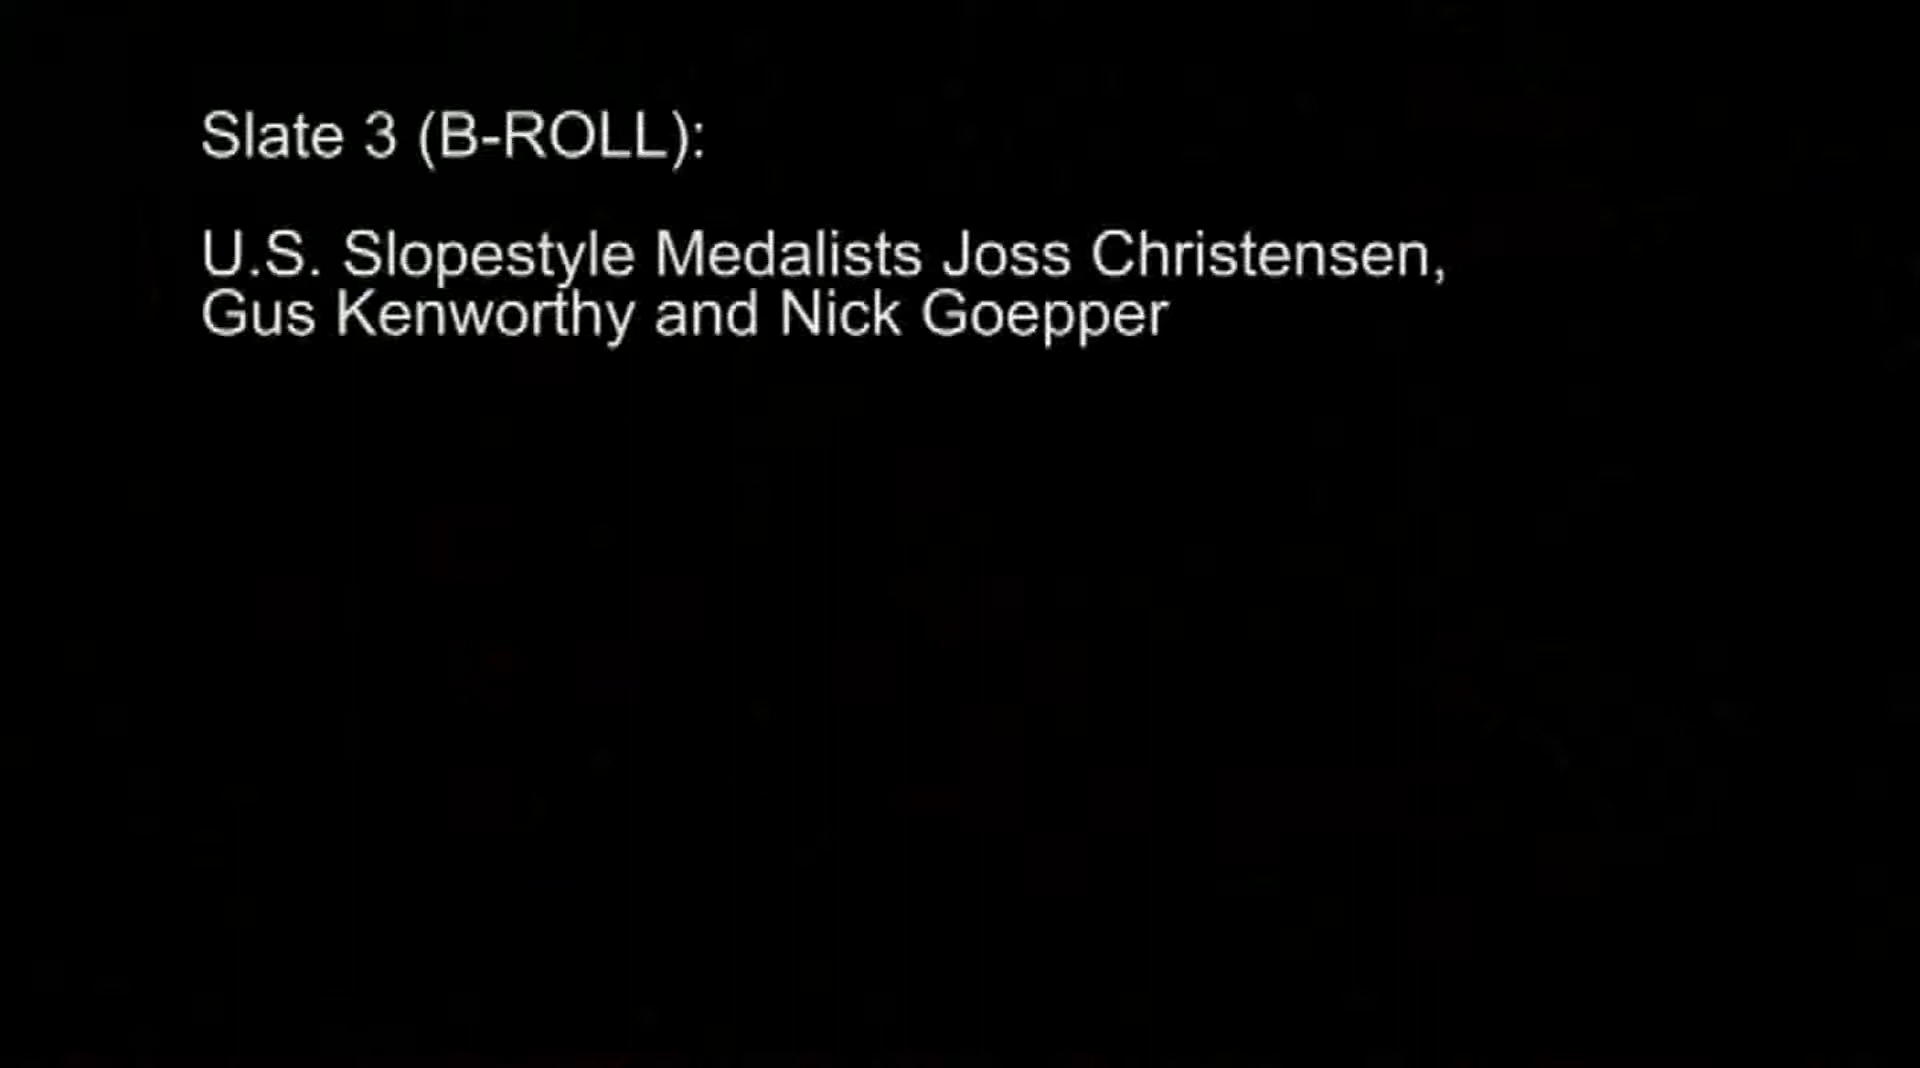 Slate 3 (B-ROLL):
U.S. Slopestyle Medalists Joss Christensen,
Gus Kenworthy and Nick Goepper